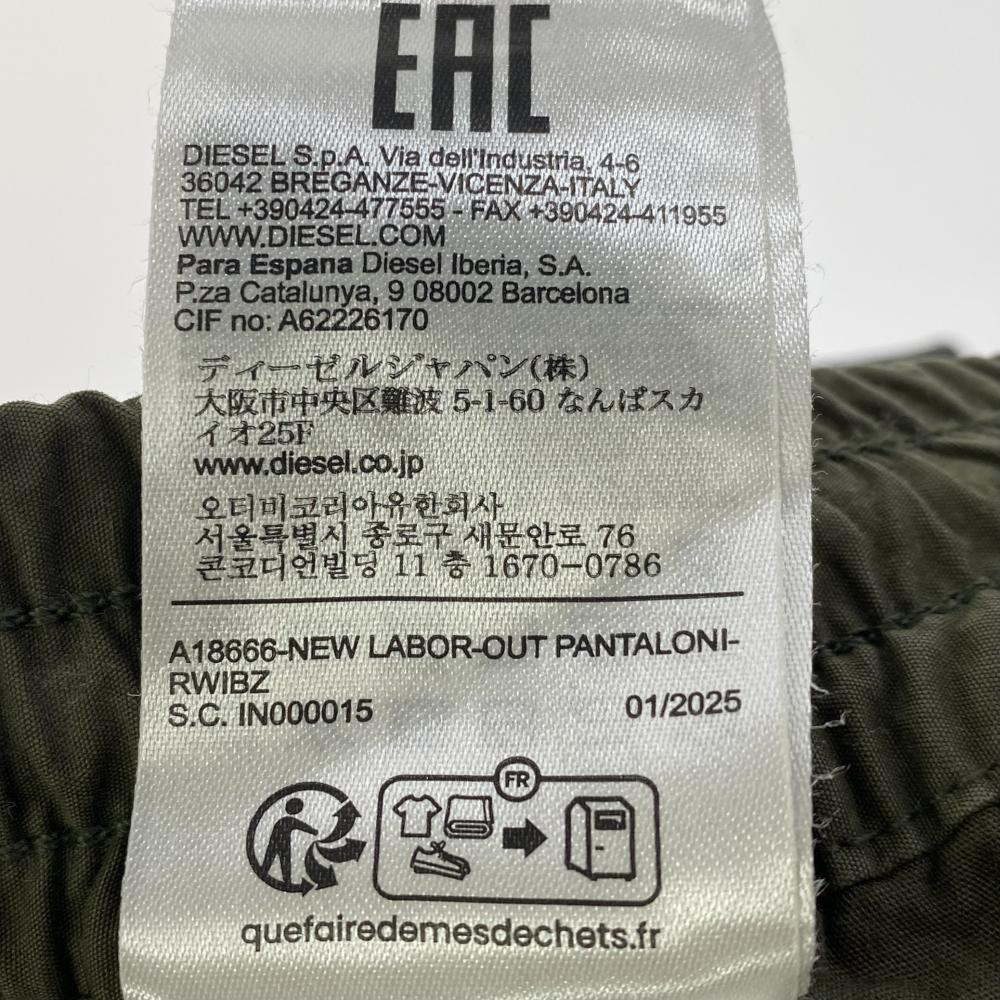 EAC
DIESEL S.p.A. Via dell'Industria, 4-6
36042 BREGANZE-VICENZA-ITALY
TEL +390424-477555 - FAX +390424-411955
WWW.DIESEL.COM
Para Espana Diesel Iberia, S.A.
P.za Catalunya, 9 08002 Barcelona
CIF no: A62226170
ディーゼルジャパン(株)
大阪市中央区難波 5-1-60 なんばスカ
イオ25F
www.diesel.co.jp
오티비코리아유한회사
서울특별시 종로구 새문안로 76
콘코디언빌딩 11 층 1670-0786
A18666-NEW LABOR-OUT PANTALONI-
RWIBZ
S.C. IN000015 01/2025
FR
quefairedemesdechets.fr